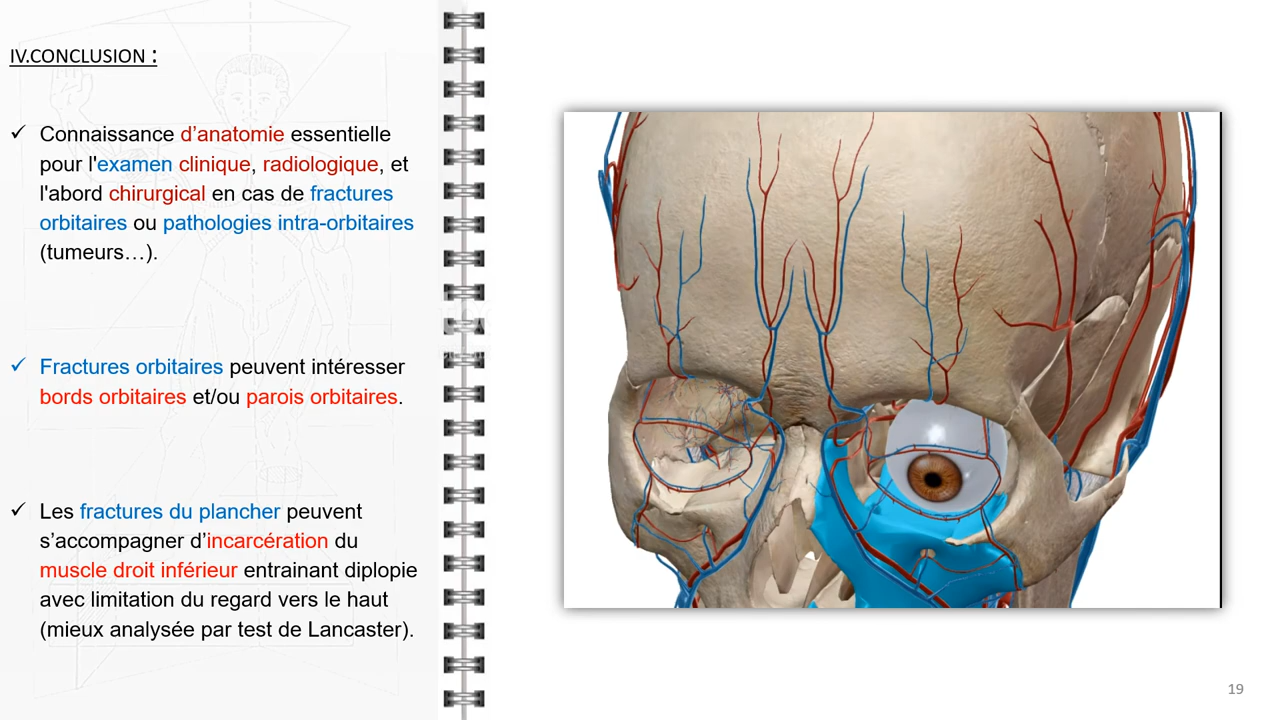 IV.CONCLUSION :
✓ Connaissance d’anatomie essentielle
pour l'examen clinique, radiologique, et
l'abord chirurgical en cas de fractures
orbitaires ou pathologies intra-orbitaires
(tumeurs…).
✓ Fractures orbitaires peuvent intéresser
bords orbitaires et/ou parois orbitaires.
✓ Les fractures du plancher peuvent
s’accompagner d’incarcération du
muscle droit inférieur entrainant diplopie
avec limitation du regard vers le haut
(mieux analysée par test de Lancaster).
19